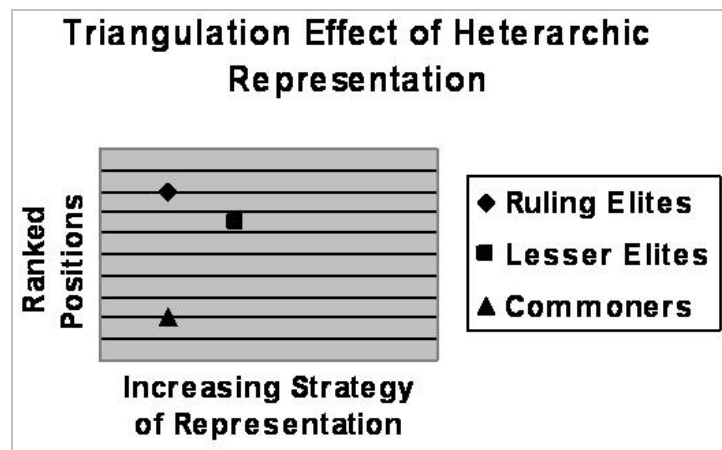 Triangulation Effect of Heterarchic
Representation
Ranked
Positions
Ruling Elites
Lesser Elites
Commoners
Increasing Strategy
of Representation